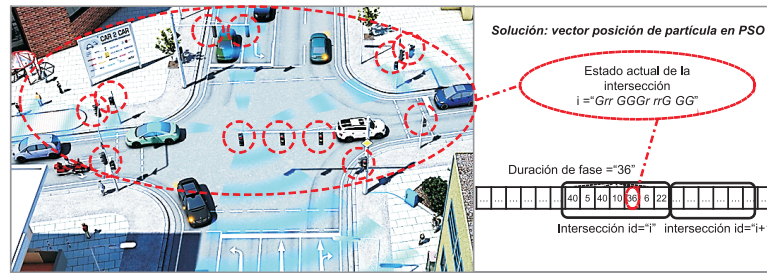 CAR 2 CAR
Solución: vector posición de partícula en PSO
Estado actual de la
intersección
i ="Grr GGGr rrG GG"
Duración de fase ="36"
... ... ... ... ... 40 5 40 10 36 6 22 ... ... ... ... ... ...
Intersección id="i" intersección id="i+